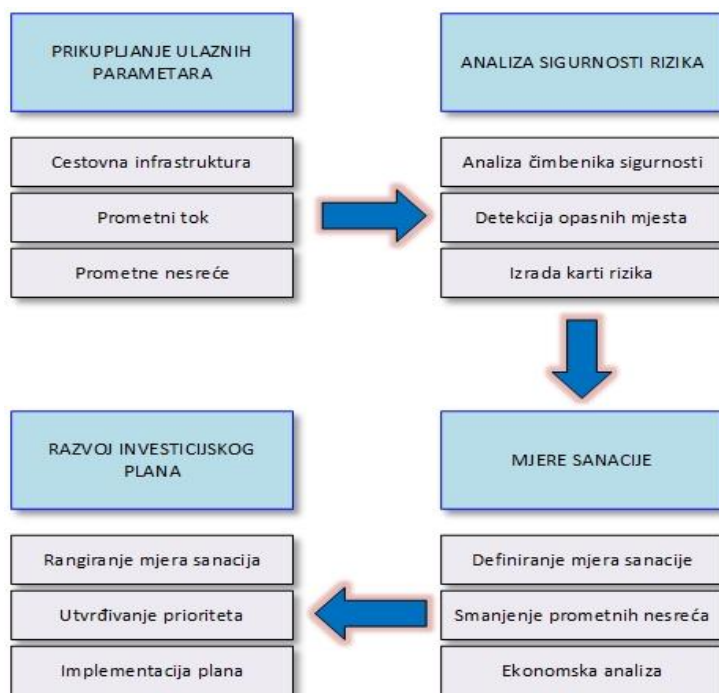 PRIKUPLJANJE ULAZNIH
PARAMETARA
Cestovna infrastruktura
Prometni tok
Prometne nesreće
ANALIZA SIGURNOSTI RIZIKA
Analiza čimbenika sigurnosti
Detekcija opasnih mjesta
Izrada karti rizika
MJERE SANACIJE
Definiranje mjera sanacije
Smanjenje prometnih nesreća
Ekonomska analiza
RAZVOJ INVESTICIJSKOG
PLANA
Rangiranje mjera sanacija
Utvrđivanje prioriteta
Implementacija plana